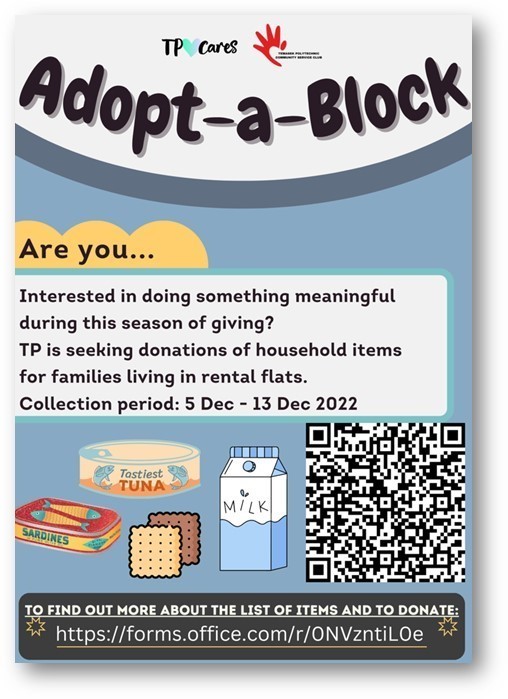 TP Cares
TEMASEK POLYTECHNIC
COMMUNITY SERVICE CLUB
Adopt-a-Block
Are you...
Interested in doing something meaningful
during this season of giving?
TP is seeking donations of household items
for families living in rental flats.
Collection period: 5 Dec - 13 Dec 2022
Tastiest
TUNA
MILK
SARDINES
TO FIND OUT MORE ABOUT THE LIST OF ITEMS AND TO DONATE:
https://forms.office.com/r/0NVzntiL0e